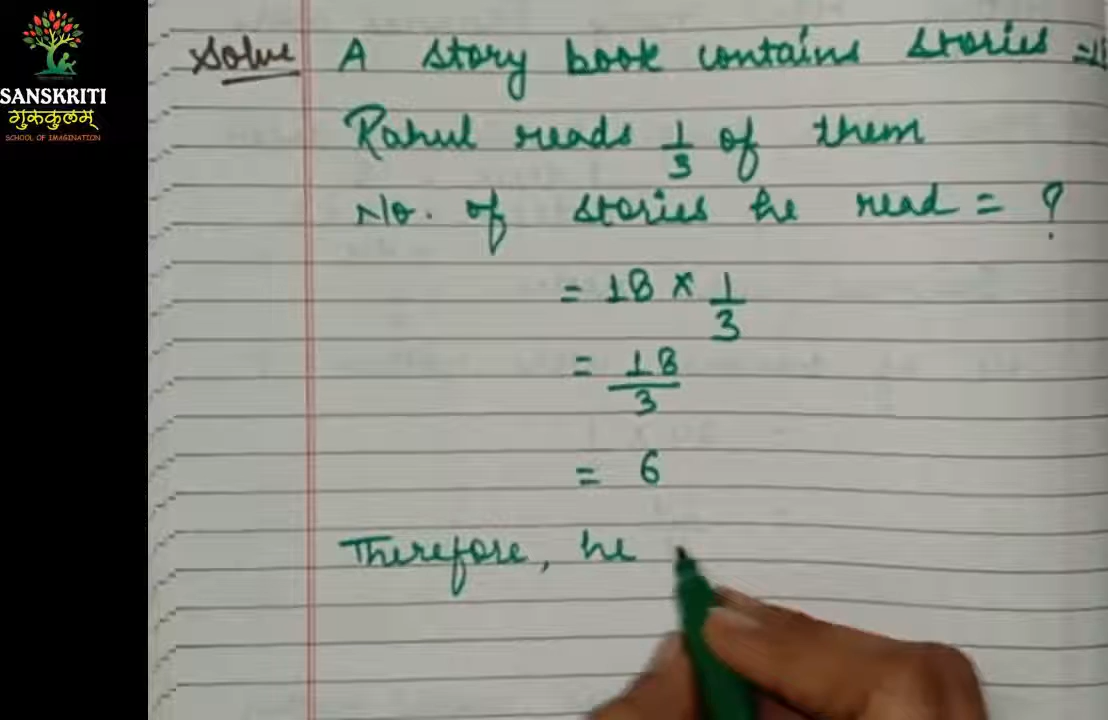 SANSKRITI
गुरुकुलम्
SCHOOL OF IMAGINATION
Solve A story book contains stories =
Rahul reads 1/3 of them
No. of stories he read = ?
= 18 × 1/3
= 18/3
= 6
Therefore, he